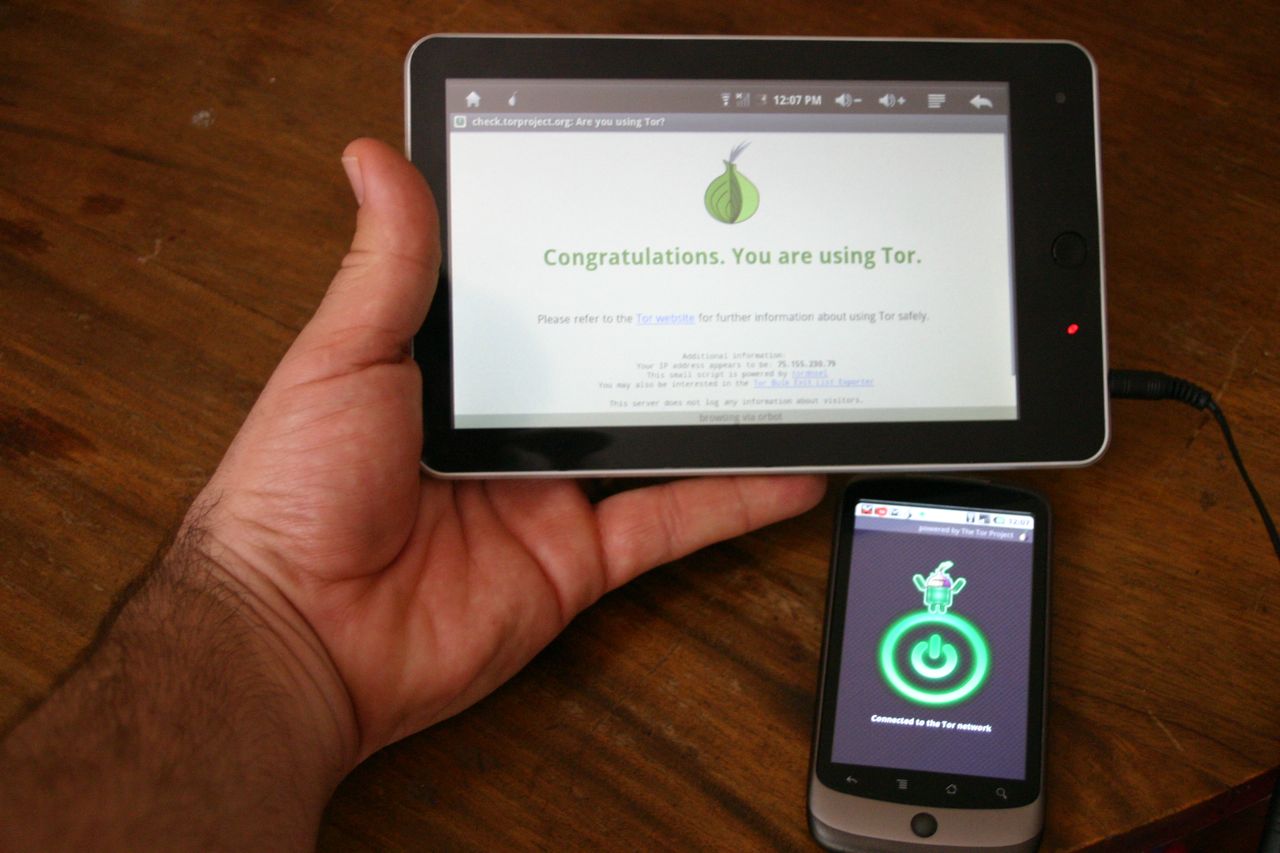 12:07 PM
check.torproject.org: Are you using Tor?
Congratulations. You are using Tor.
Please refer to the Tor website for further information about using Tor safely.
Additional information:
Your IP address appears to be: 75.155.230.79
This small script is powered by tordnsel
You may also be interested in the Tor Bulk Exit List Exporter
This server does not log any information about visitors.
browsing via orbot
12:07
powered by The Tor Project
Connected to the Tor network